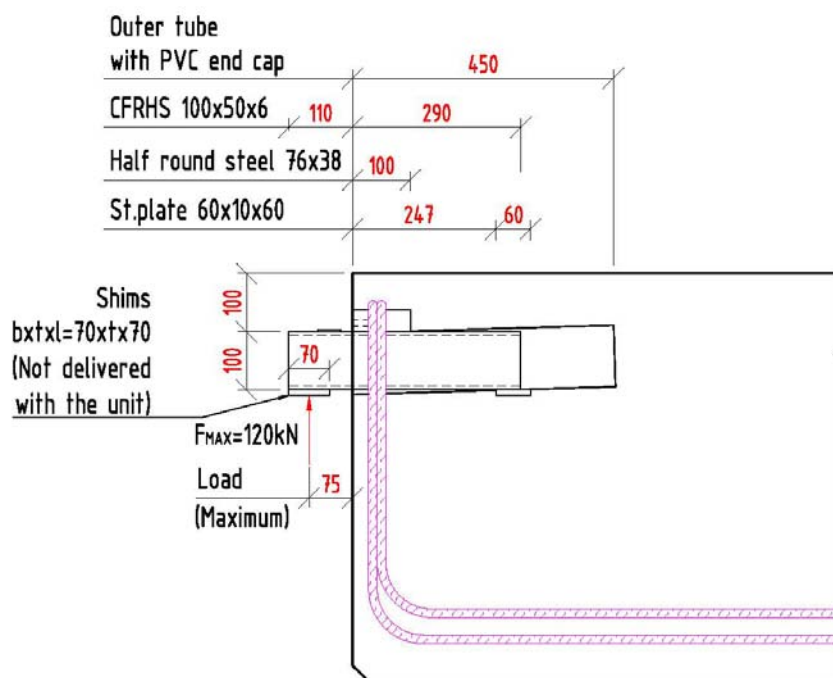 Outer tube
with PVC end cap
450
CFRHS 100x50x6
110
290
Half round steel 76x38
100
St.plate 60x10x60
247
60
Shims
bxtxl=70xtx70
(Not delivered
with the unit)
100
100
70
FMAX=120kN
Load
(Maximum)
75